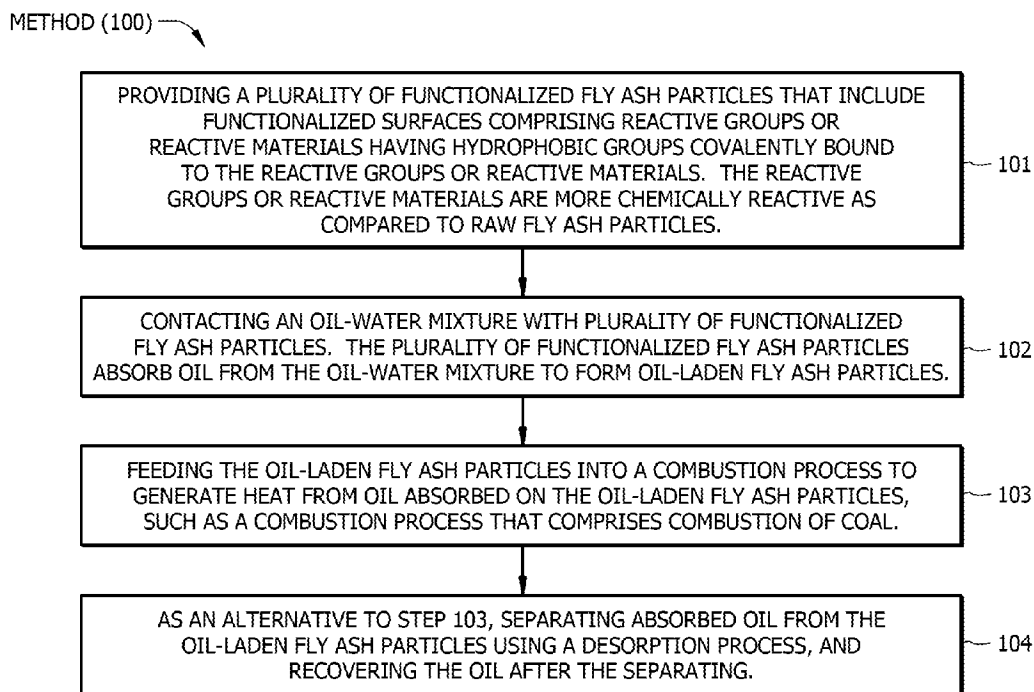 METHOD (100)
PROVIDING A PLURALITY OF FUNCTIONALIZED FLY ASH PARTICLES THAT INCLUDE
FUNCTIONALIZED SURFACES COMPRISING REACTIVE GROUPS OR
REACTIVE MATERIALS HAVING HYDROPHOBIC GROUPS COVALENTLY BOUND
TO THE REACTIVE GROUPS OR REACTIVE MATERIALS. THE REACTIVE
GROUPS OR REACTIVE MATERIALS ARE MORE CHEMICALLY REACTIVE AS
COMPARED TO RAW FLY ASH PARTICLES.
101
CONTACTING AN OIL-WATER MIXTURE WITH PLURALITY OF FUNCTIONALIZED
FLY ASH PARTICLES. THE PLURALITY OF FUNCTIONALIZED FLY ASH PARTICLES
ABSORB OIL FROM THE OIL-WATER MIXTURE TO FORM OIL-LADEN FLY ASH PARTICLES.
102
FEEDING THE OIL-LADEN FLY ASH PARTICLES INTO A COMBUSTION PROCESS TO
GENERATE HEAT FROM OIL ABSORBED ON THE OIL-LADEN FLY ASH PARTICLES,
SUCH AS A COMBUSTION PROCESS THAT COMPRISES COMBUSTION OF COAL.
103
AS AN ALTERNATIVE TO STEP 103, SEPARATING ABSORBED OIL FROM THE
OIL-LADEN FLY ASH PARTICLES USING A DESORPTION PROCESS, AND
RECOVERING THE OIL AFTER THE SEPARATING.
104